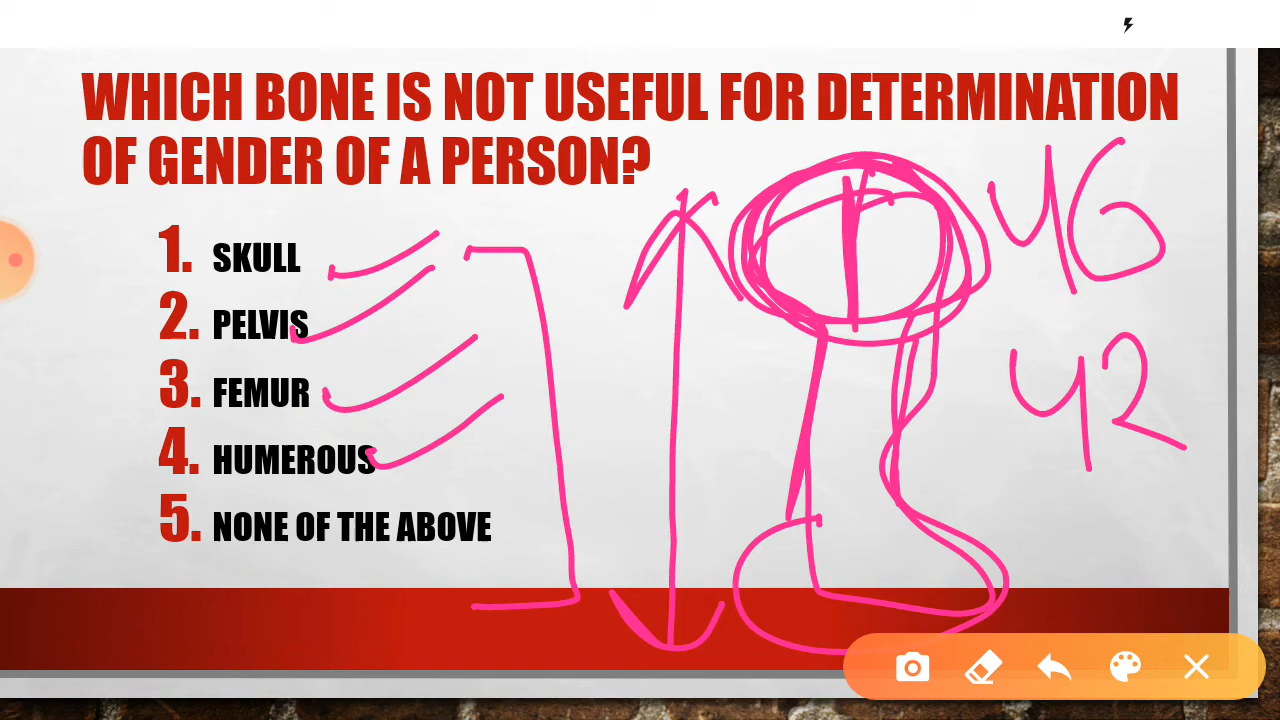 WHICH BONE IS NOT USEFUL FOR DETERMINATION
OF GENDER OF A PERSON?
1. SKULL
2. PELVIS
3. FEMUR
4. HUMEROUS
5. NONE OF THE ABOVE
46
42